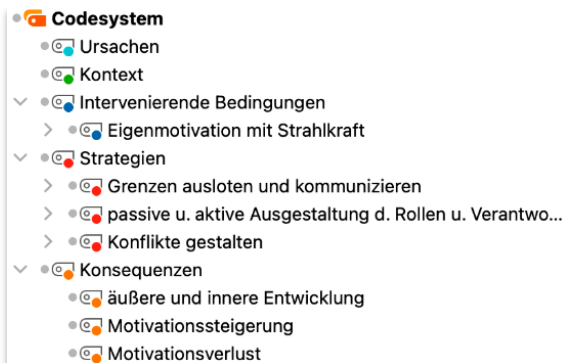 Codesystem
Ursachen
Kontext
Intervenierende Bedingungen
Eigenmotivation mit Strahlkraft
Strategien
Grenzen ausloten und kommunizieren
passive u. aktive Ausgestaltung d. Rollen u. Verantwo...
Konflikte gestalten
Konsequenzen
äußere und innere Entwicklung
Motivationssteigerung
Motivationsverlust